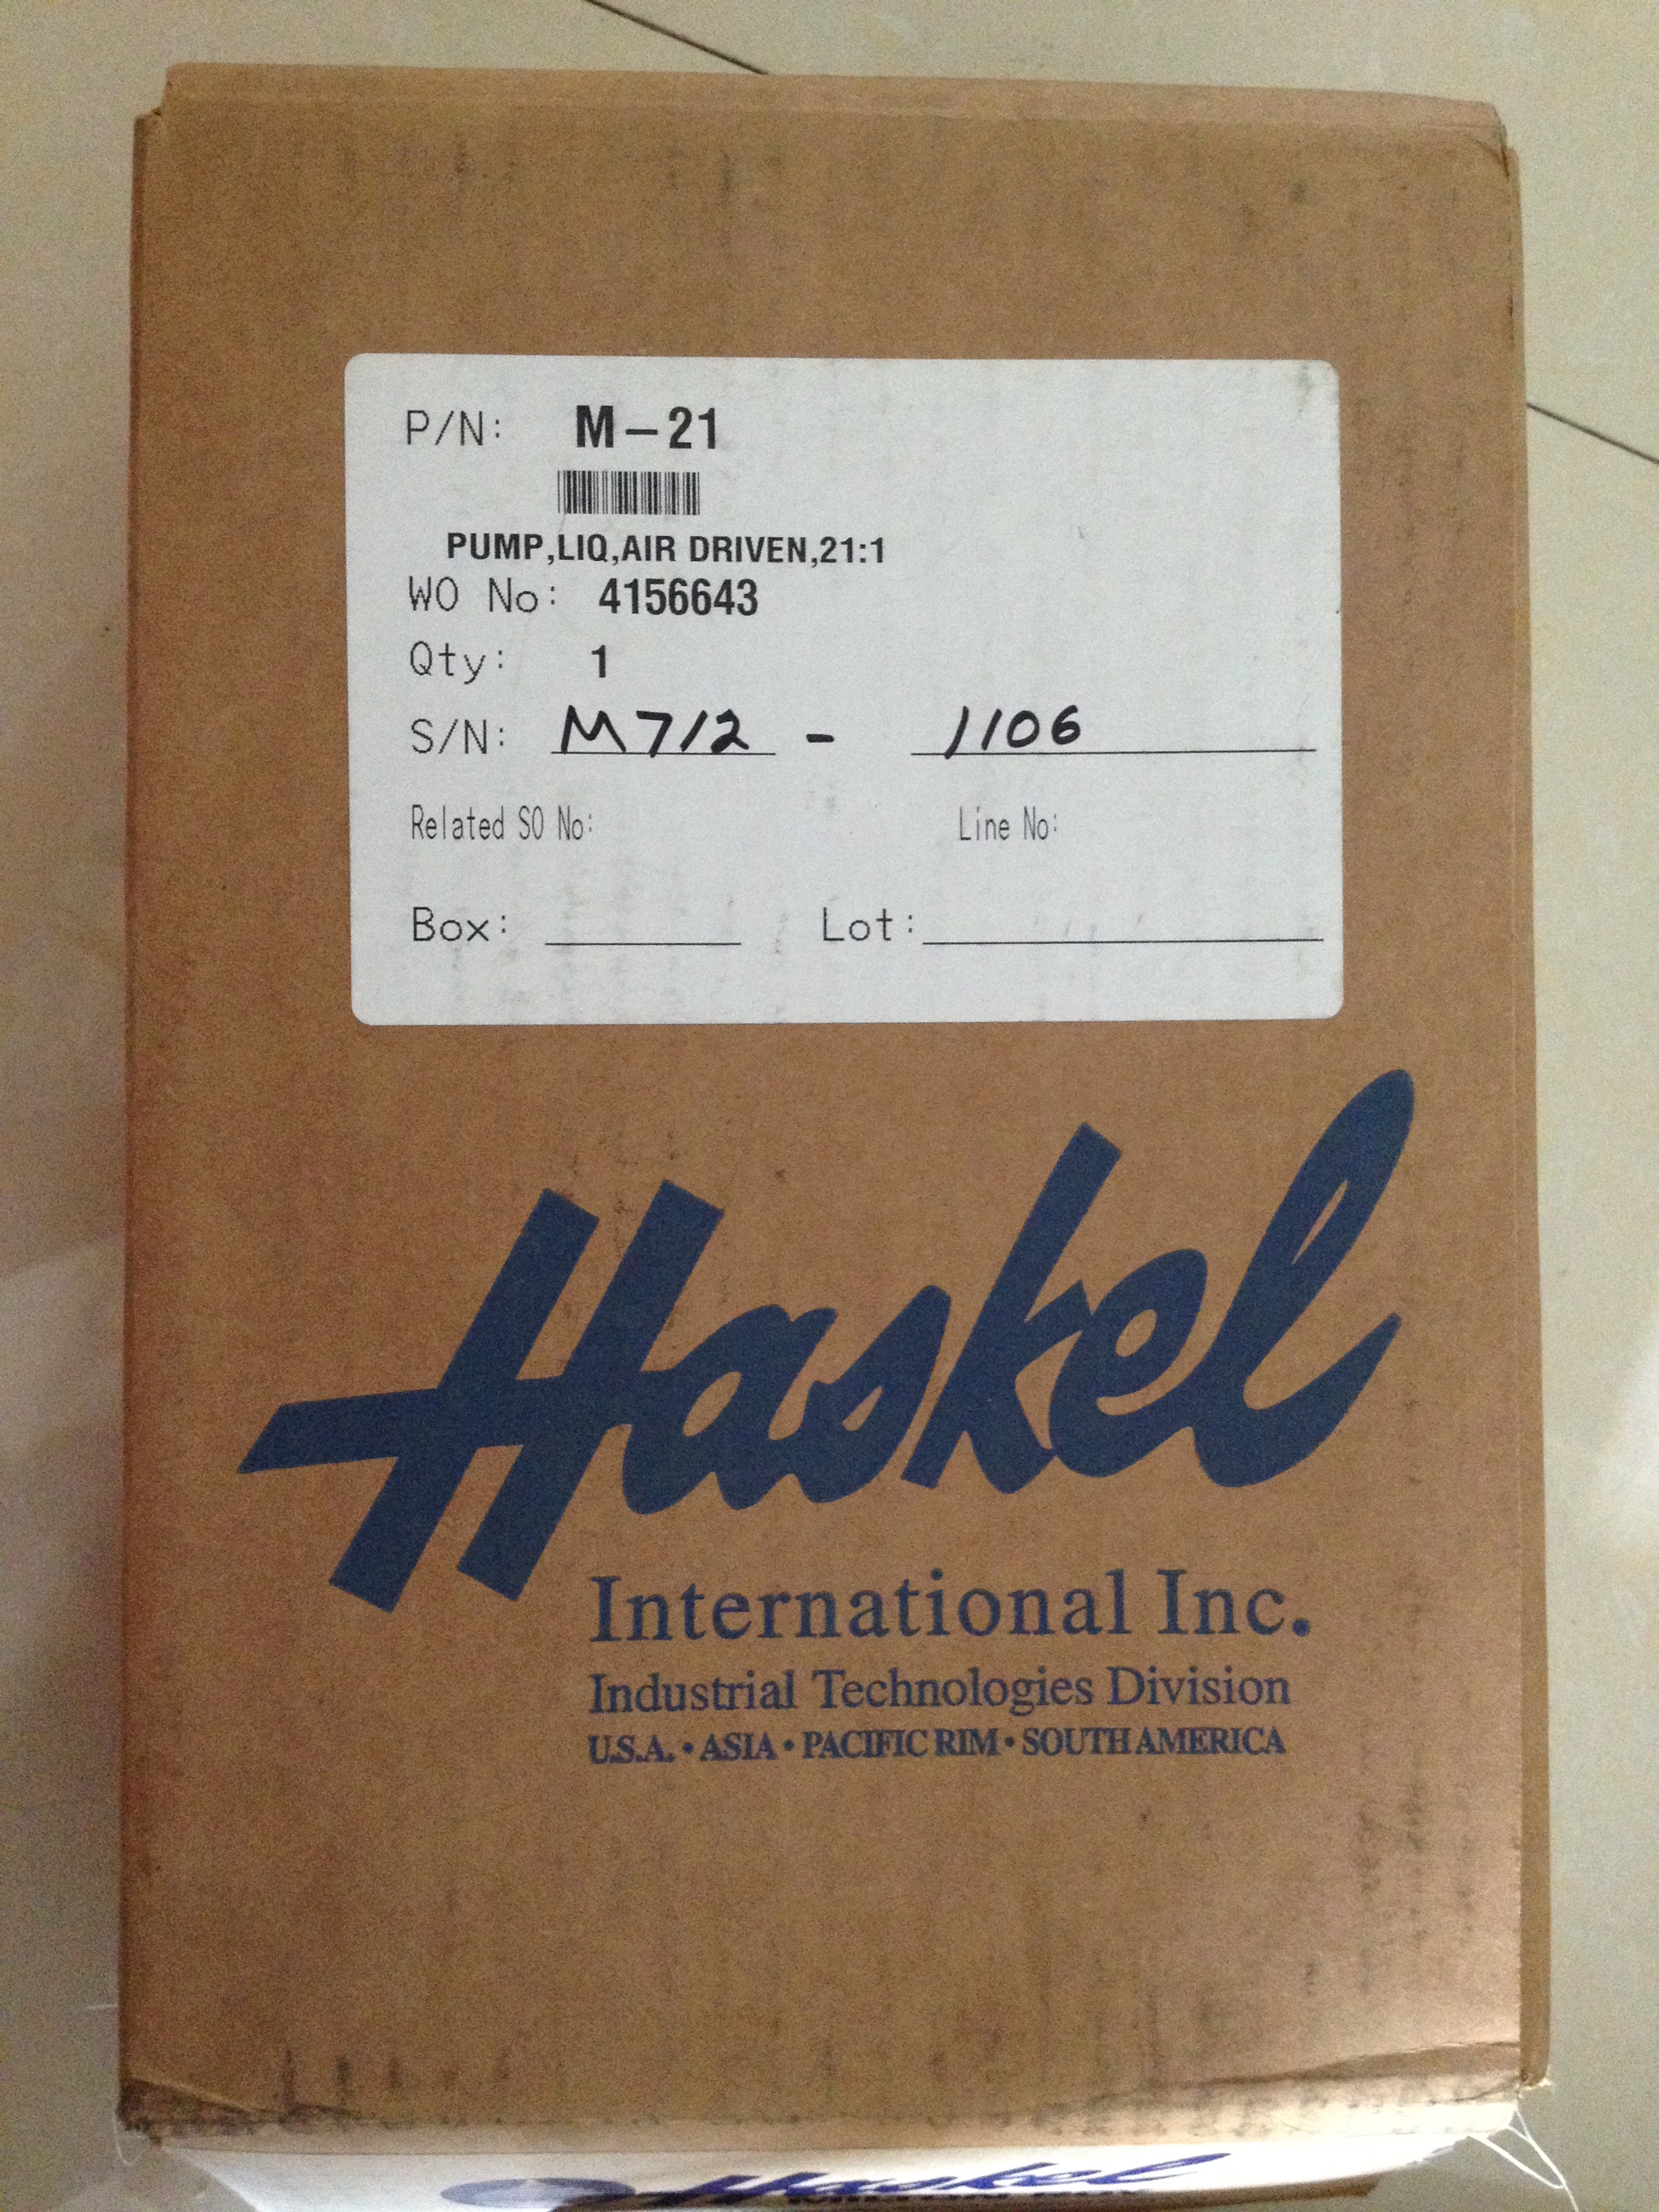 P/N: M-21
PUMP,LIQ,AIR DRIVEN,21:1
WO No: 4156643
Qty: 1
S/N: M712 - 1106
Related SO No: Line No:
Box: Lot:
Haskel
International Inc.
Industrial Technologies Division
U.S.A. • ASIA • PACIFIC RIM • SOUTH AMERICA
Haskel